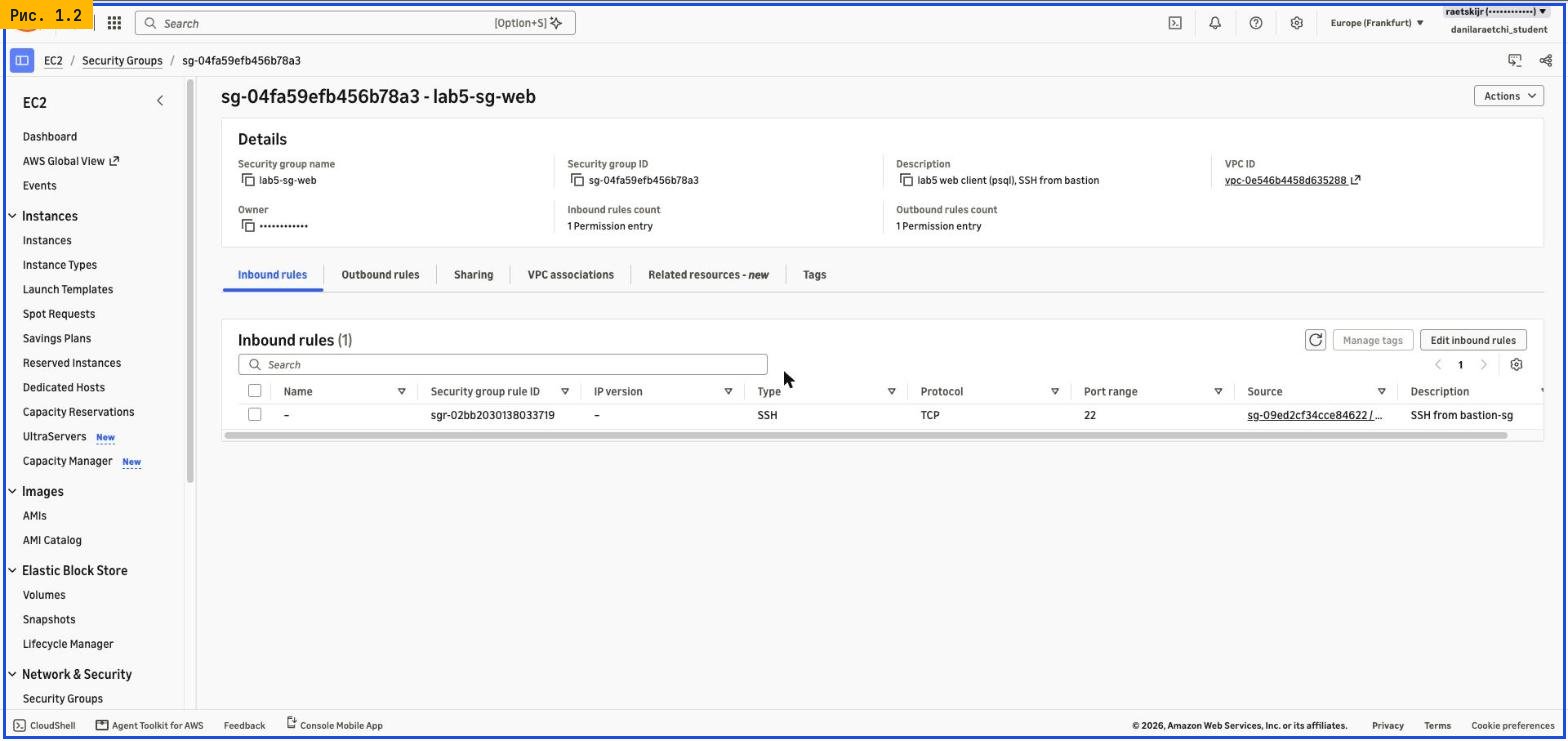 Рис. 1.2
Search [Option+S]
Europe (Frankfurt)
raetskijr (••••••••••••)
danilaraetchi_student
EC2 / Security Groups / sg-04fa59efb456b78a3
EC2
Dashboard
AWS Global View
Events
Instances
Instances
Instance Types
Launch Templates
Spot Requests
Savings Plans
Reserved Instances
Dedicated Hosts
Capacity Reservations
UltraServers New
Capacity Manager New
Images
AMIs
AMI Catalog
Elastic Block Store
Volumes
Snapshots
Lifecycle Manager
Network & Security
Security Groups
sg-04fa59efb456b78a3 - lab5-sg-web
Actions
Details
Security group name
lab5-sg-web
Security group ID
sg-04fa59efb456b78a3
Description
lab5 web client (psql), SSH from bastion
VPC ID
vpc-0e546b4458d635288
Owner
••••••••••••
Inbound rules count
1 Permission entry
Outbound rules count
1 Permission entry
Inbound rules Outbound rules Sharing VPC associations Related resources - new Tags
Inbound rules (1)
Manage tags Edit inbound rules
Search
1
Name Security group rule ID IP version Type Protocol Port range Source Description
– sgr-02bb2030138033719 – SSH TCP 22 sg-09ed2cf34cce84622 / ... SSH from bastion-sg
CloudShell Agent Toolkit for AWS Feedback Console Mobile App
© 2026, Amazon Web Services, Inc. or its affiliates. Privacy Terms Cookie preferences